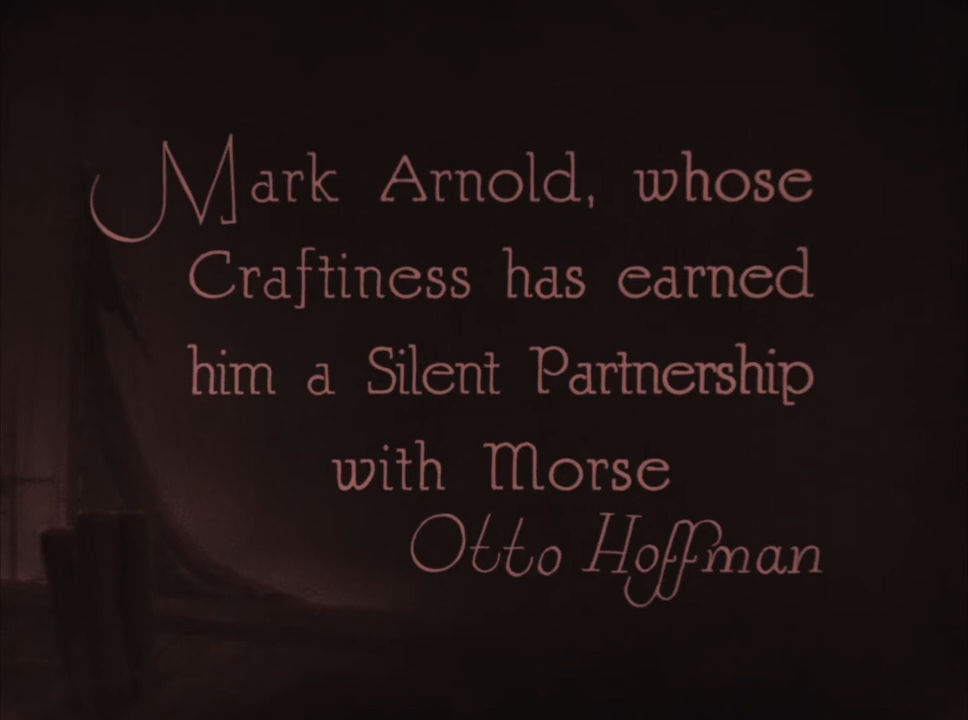 Mark Arnold, whose
Craftiness has earned
him a Silent Partnership
with Morse
Otto Hoffman